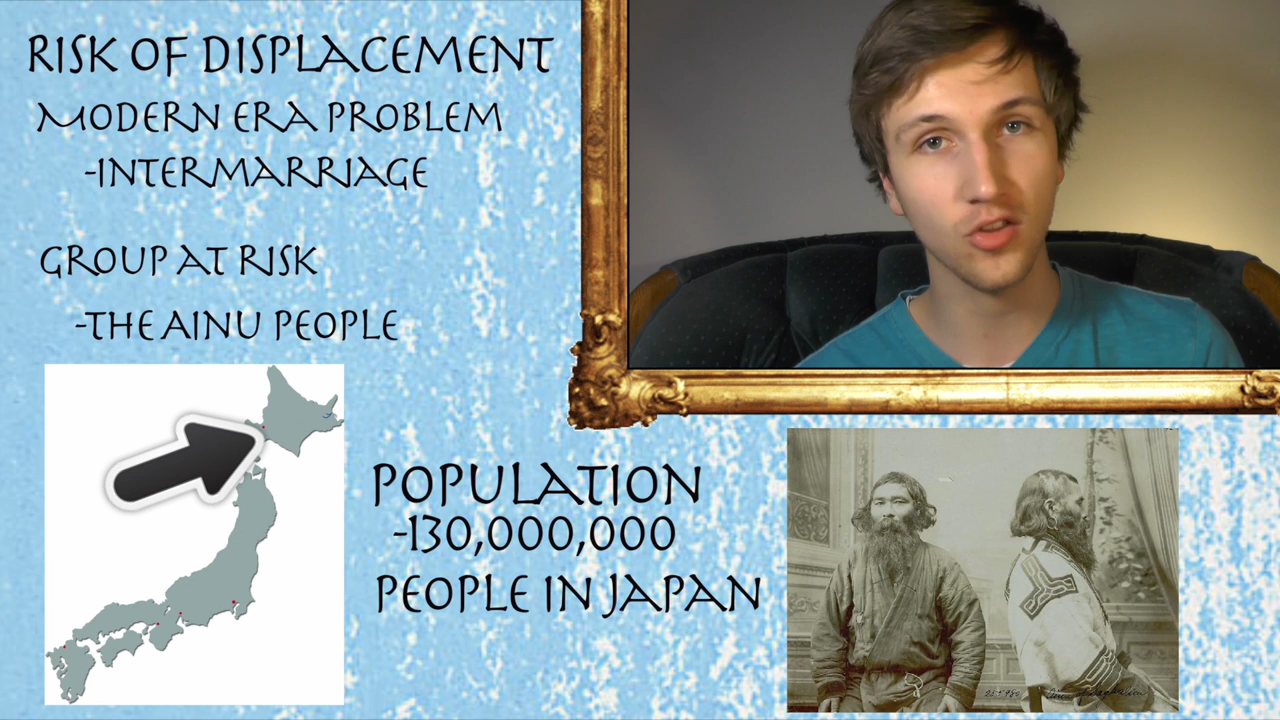 RISK OF DISPLACEMENT
MODERN ERA PROBLEM
-INTERMARRIAGE
GROUP AT RISK
-THE AINU PEOPLE
POPULATION
-130,000,000
PEOPLE IN JAPAN